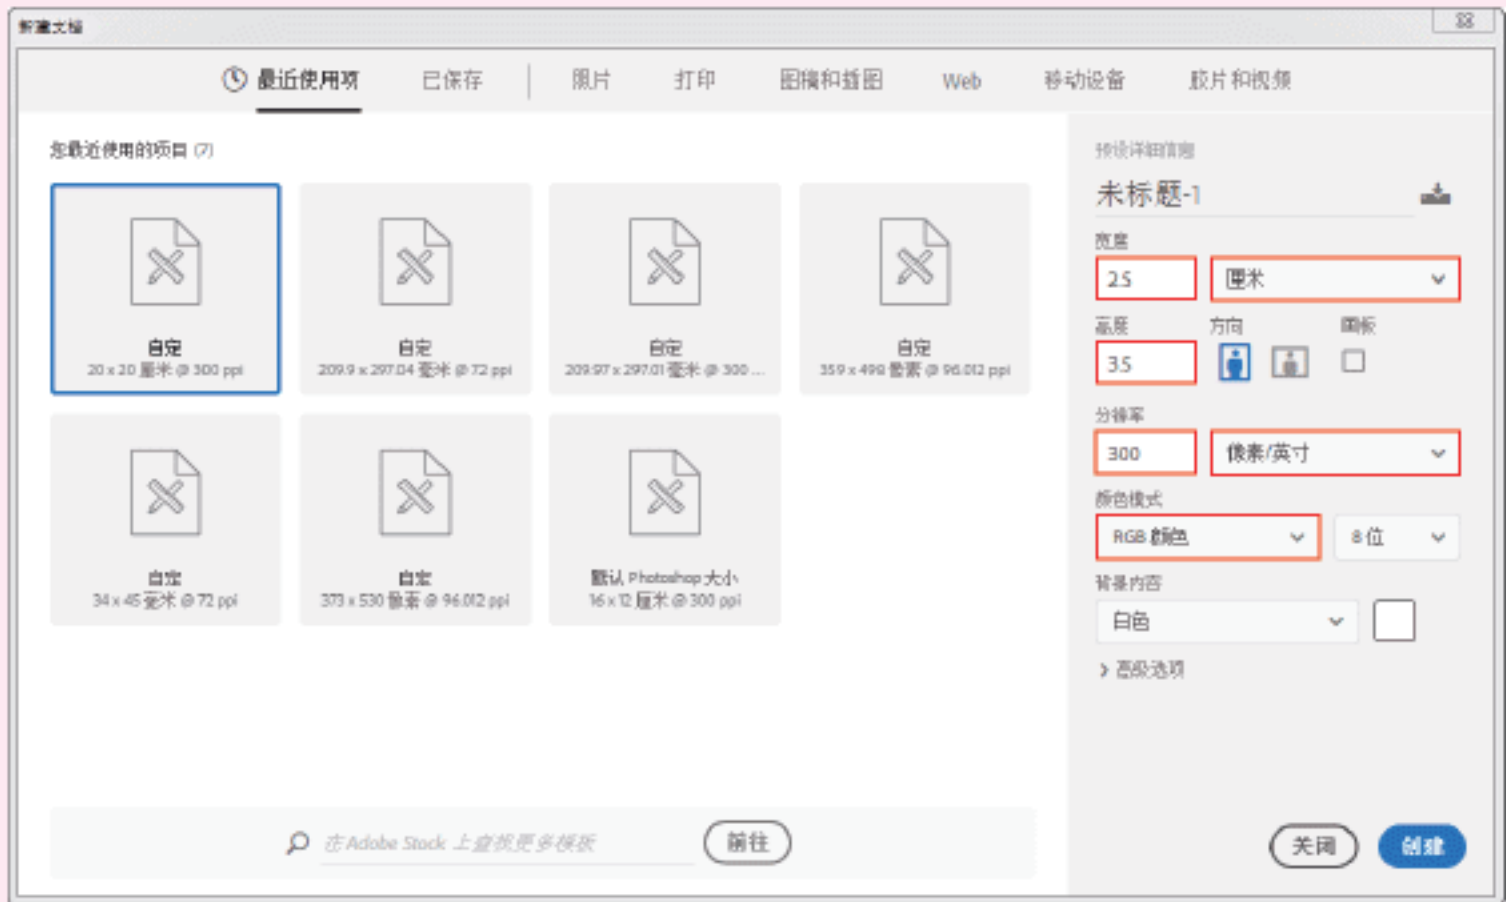 新建文档
最近使用项 已保存 照片 打印 图稿和插图 Web 移动设备 胶片和视频
您最近使用的项目 (7)
自定
20 x 20 厘米 @ 300 ppi
自定
209.9 x 297.04 毫米 @ 72 ppi
自定
209.97 x 297.01 毫米 @ 300 ...
自定
359 x 498 像素 @ 96.012 ppi
自定
34 x 45 毫米 @ 72 ppi
自定
373 x 530 像素 @ 96.012 ppi
默认 Photoshop 大小
16 x 12 厘米 @ 300 ppi
在 Adobe Stock 上查找更多模板
前往
预设详细信息
未标题-1
宽度
2.5 厘米
高度 方向 画板
3.5
分辨率
300 像素/英寸
颜色模式
RGB 颜色 8 位
背景内容
白色
高级选项
关闭 创建